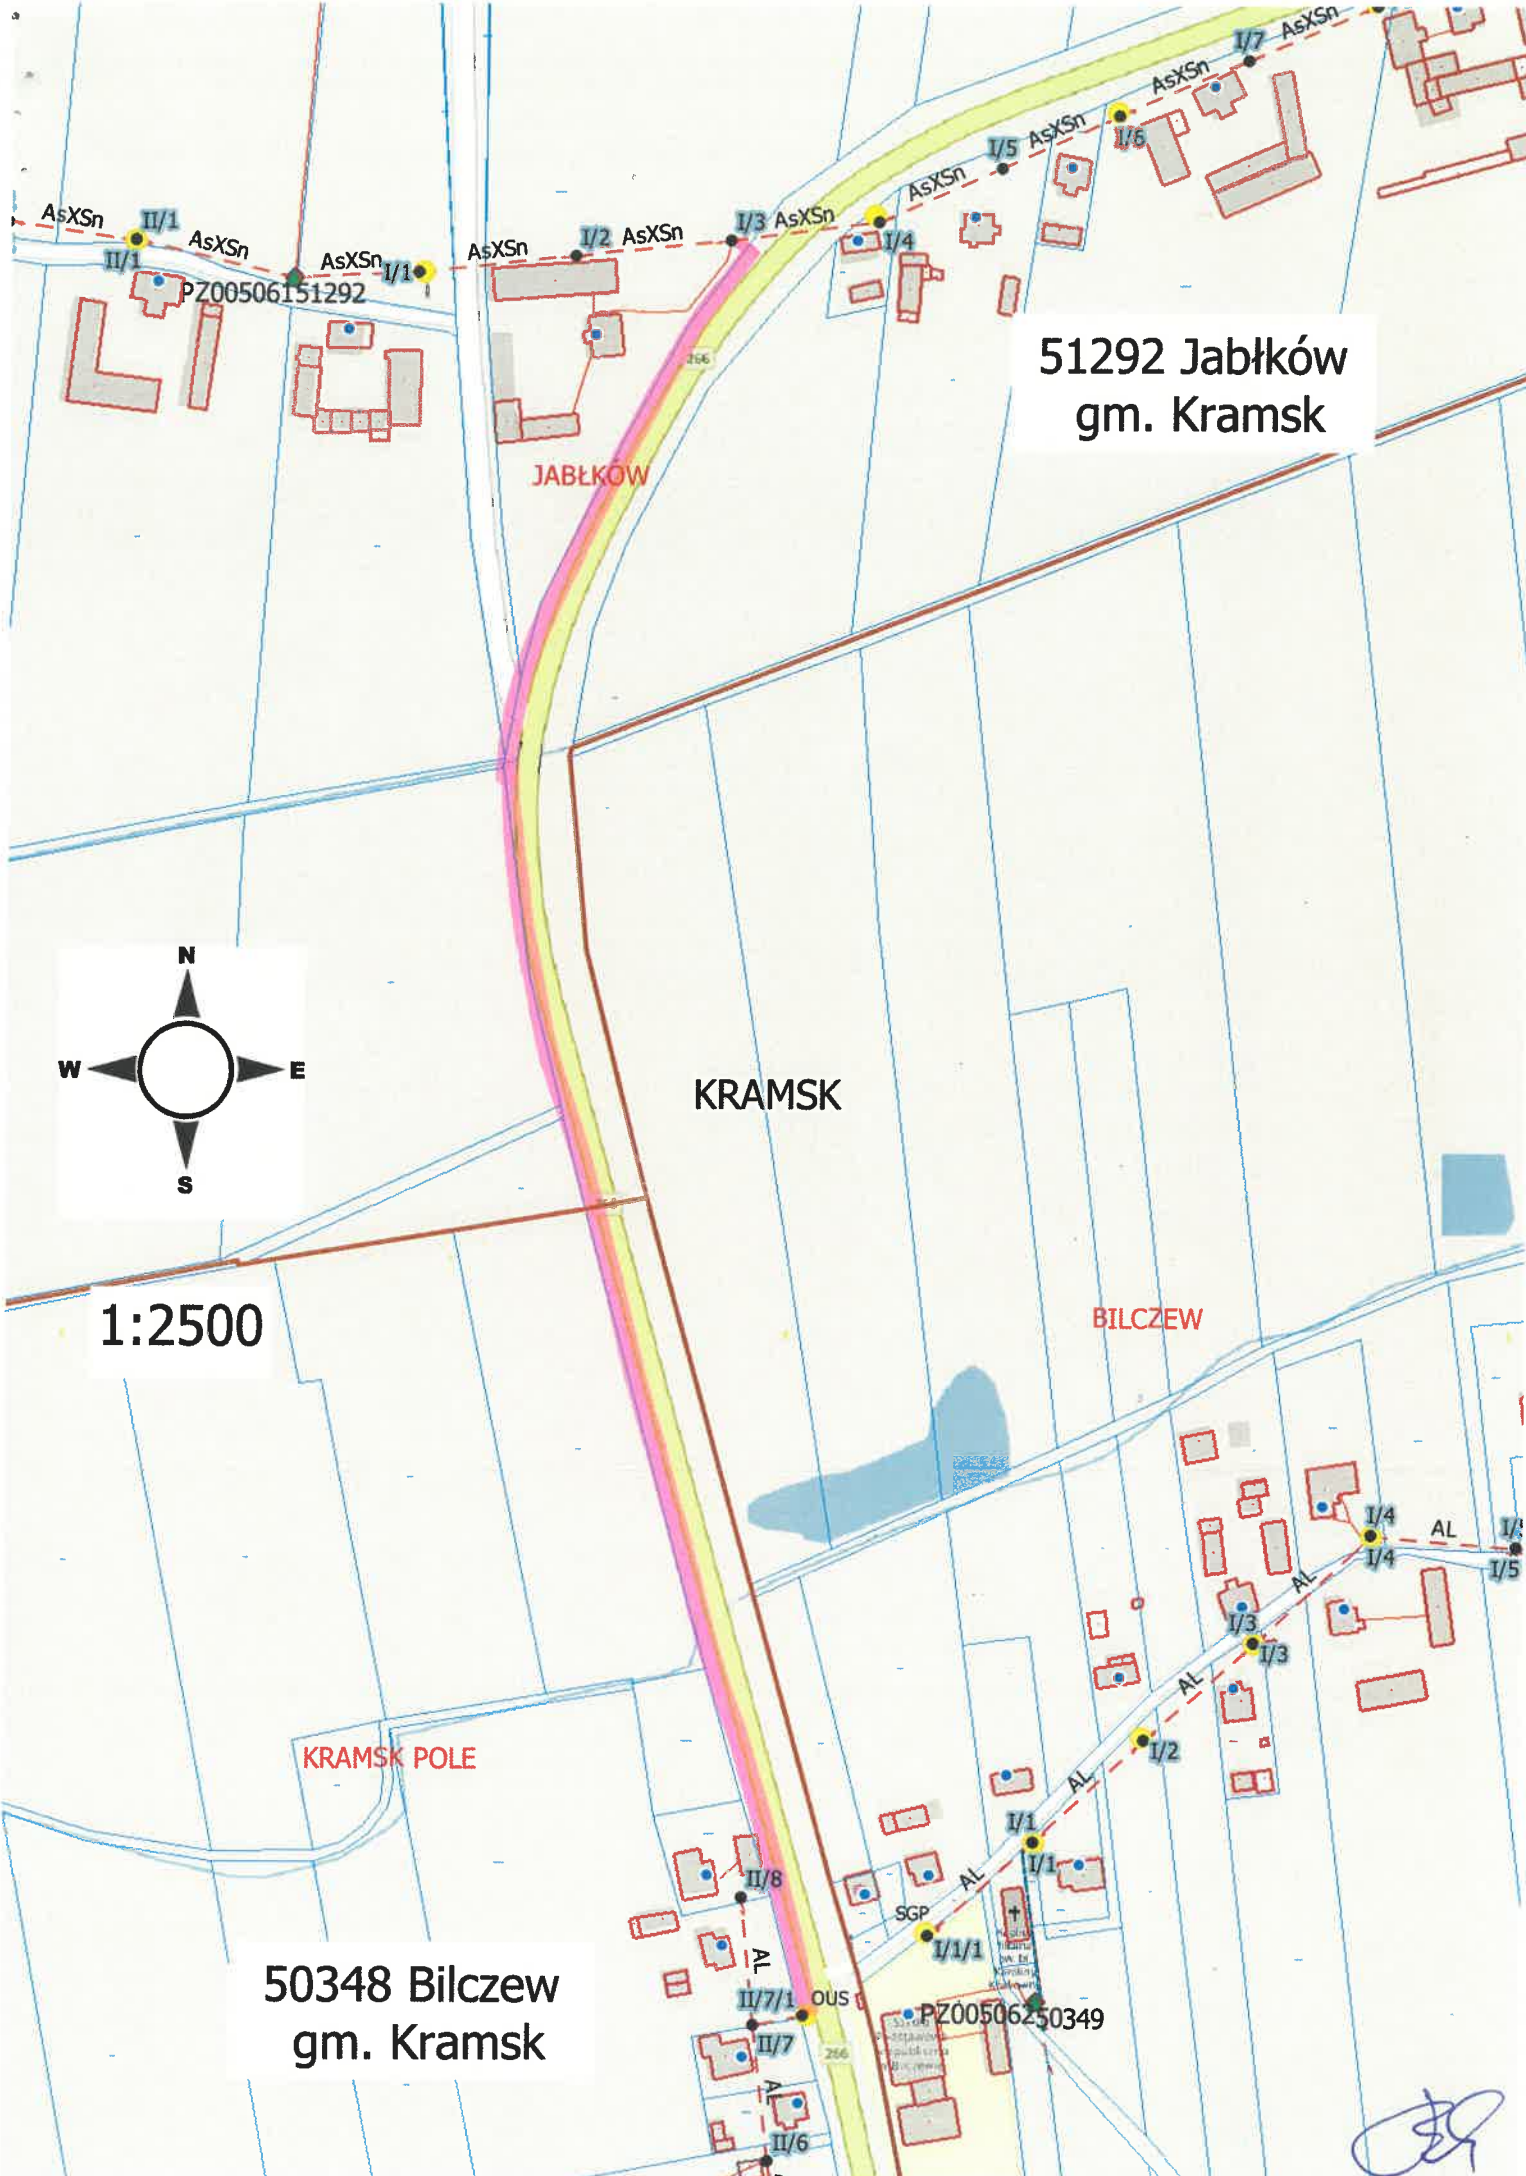 AsXSn
I/7
AsXSn
I/6
AsXSn
I/5
AsXSn
I/4
AsXSn
I/3
AsXSn
I/2
AsXSn
I/1
AsXSn
AsXSn
II/1
II/1
AsXSn
PZ00506151292
266
51292 Jabłków
gm. Kramsk
JABŁKÓW
N
W
E
S
KRAMSK
1:2500
BILCZEW
I/4
I/4
AL
I/5
I/5
AL
I/3
I/3
AL
I/2
AL
I/1
I/1
AL
SGP
I/1/1
KRAMSK POLE
II/8
AL
II/7/1
OUS
II/7
PZ00506250349
266
AL
II/6
50348 Bilczew
gm. Kramsk